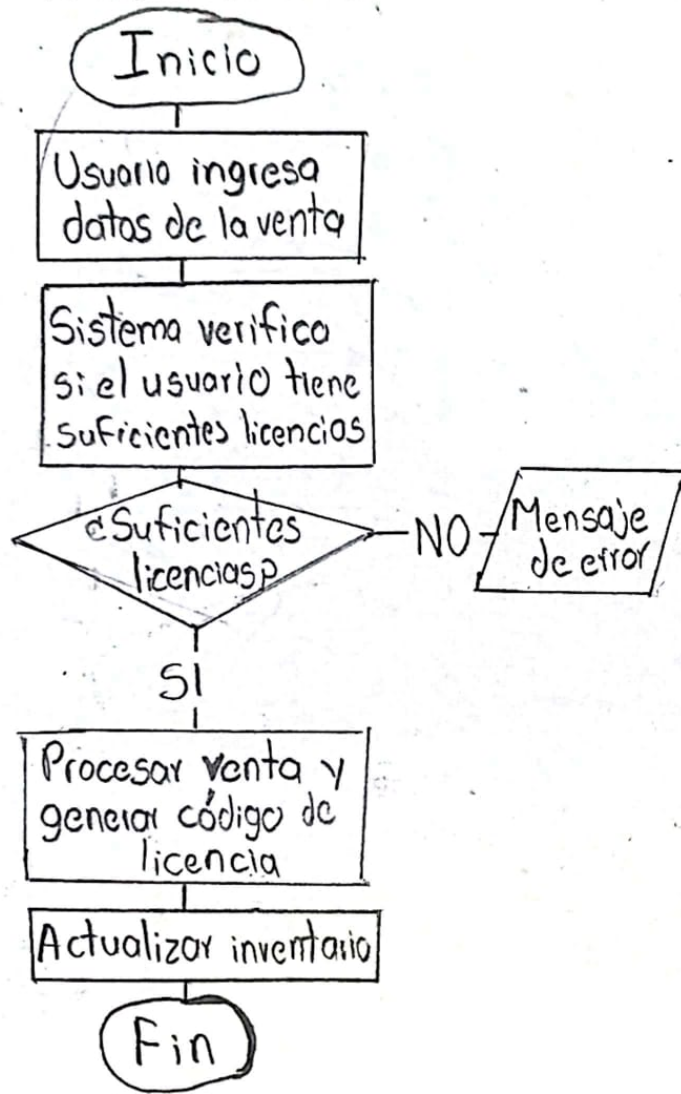 Inicio
Usuario ingresa
datos de la venta
Sistema verifica
si el usuario tiene
suficientes licencias
¿Suficientes
licencias?
NO
Mensaje
de error
SI
Procesar venta y
generar código de
licencia
Actualizar inventario
Fin